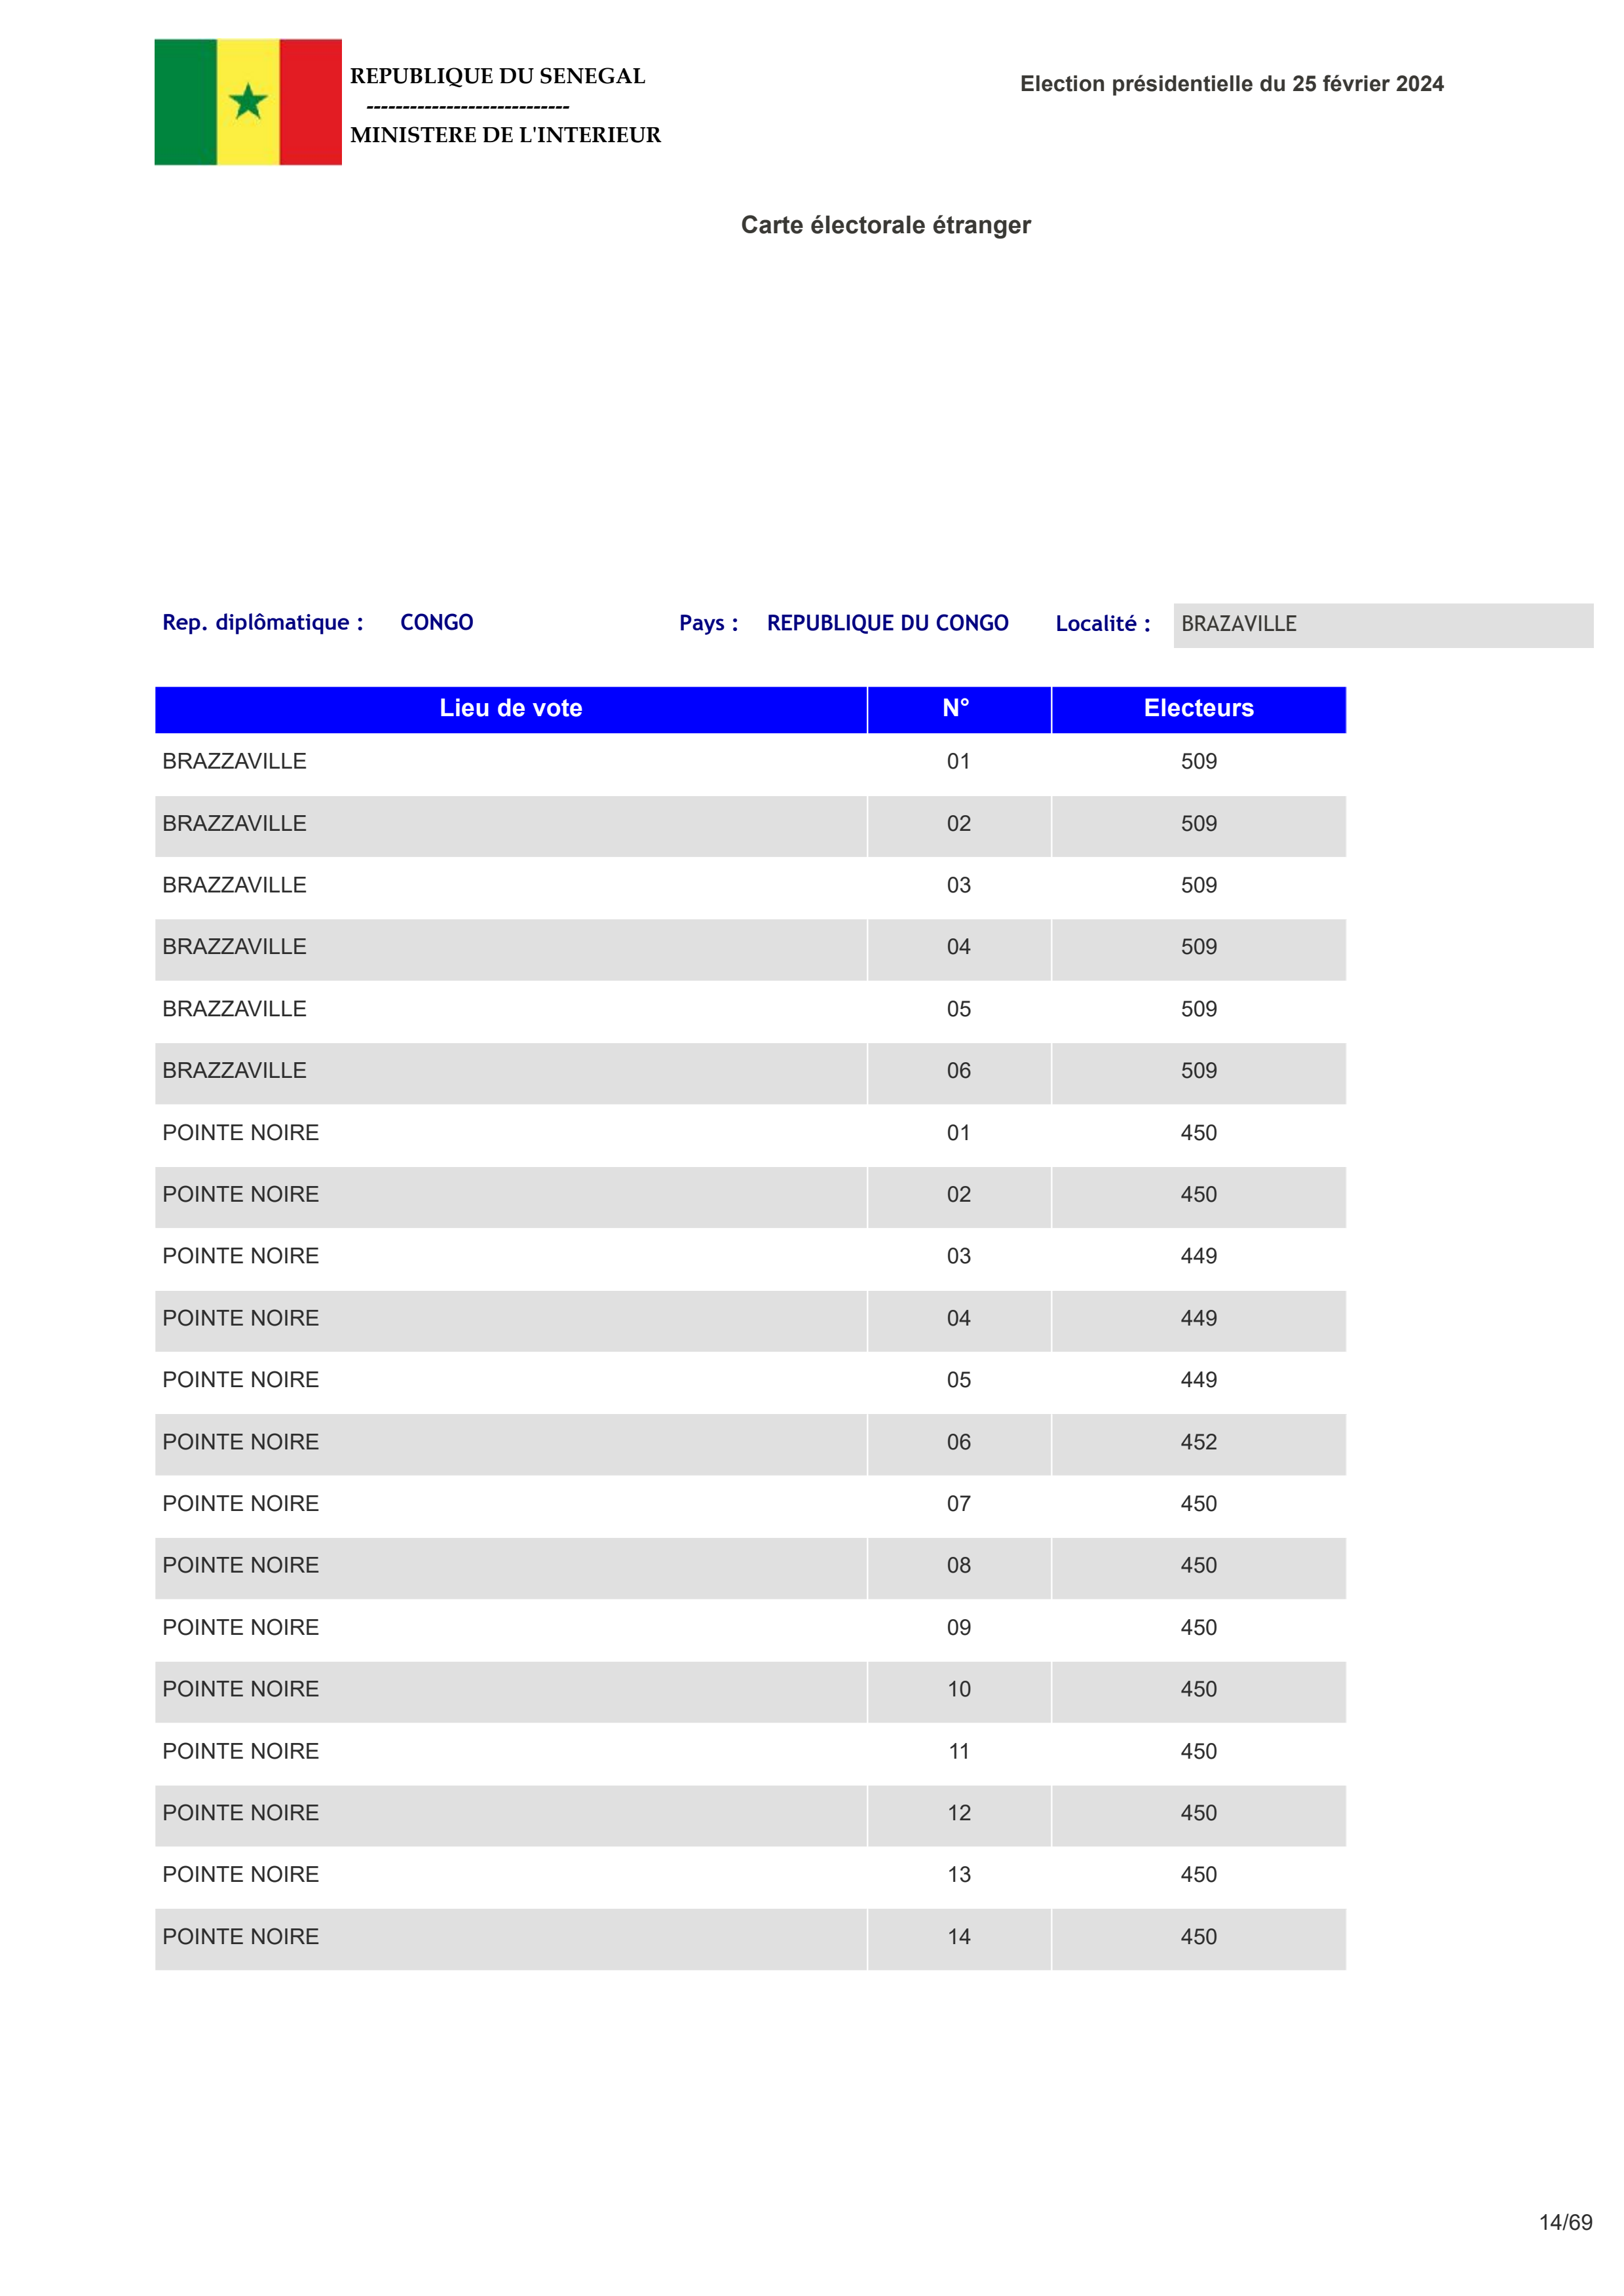 REPUBLIQUE DU SENEGAL
----------------------------
MINISTERE DE L'INTERIEUR
Election présidentielle du 25 février 2024
Carte électorale étranger
Rep. diplômatique : CONGO Pays : REPUBLIQUE DU CONGO Localité : BRAZAVILLE
Lieu de vote N° Electeurs
BRAZZAVILLE 01 509
BRAZZAVILLE 02 509
BRAZZAVILLE 03 509
BRAZZAVILLE 04 509
BRAZZAVILLE 05 509
BRAZZAVILLE 06 509
POINTE NOIRE 01 450
POINTE NOIRE 02 450
POINTE NOIRE 03 449
POINTE NOIRE 04 449
POINTE NOIRE 05 449
POINTE NOIRE 06 452
POINTE NOIRE 07 450
POINTE NOIRE 08 450
POINTE NOIRE 09 450
POINTE NOIRE 10 450
POINTE NOIRE 11 450
POINTE NOIRE 12 450
POINTE NOIRE 13 450
POINTE NOIRE 14 450
14/69